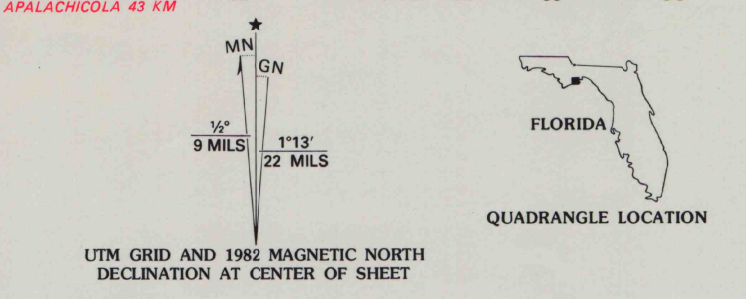 APALACHICOLA 43 KM
MN
GN
½°
9 MILS
1°13'
22 MILS
UTM GRID AND 1982 MAGNETIC NORTH
DECLINATION AT CENTER OF SHEET
FLORIDA
QUADRANGLE LOCATION